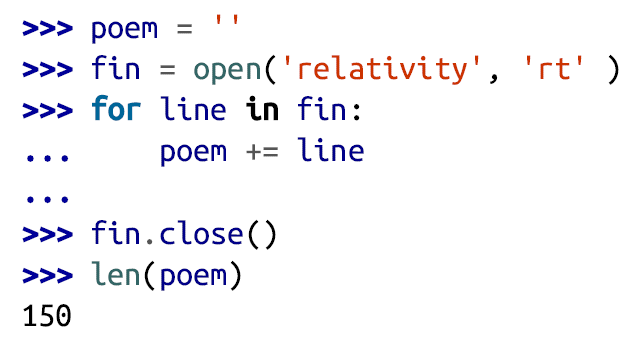 >>> poem = ''
>>> fin = open('relativity', 'rt' )
>>> for line in fin:
...     poem += line
...
>>> fin.close()
>>> len(poem)
150